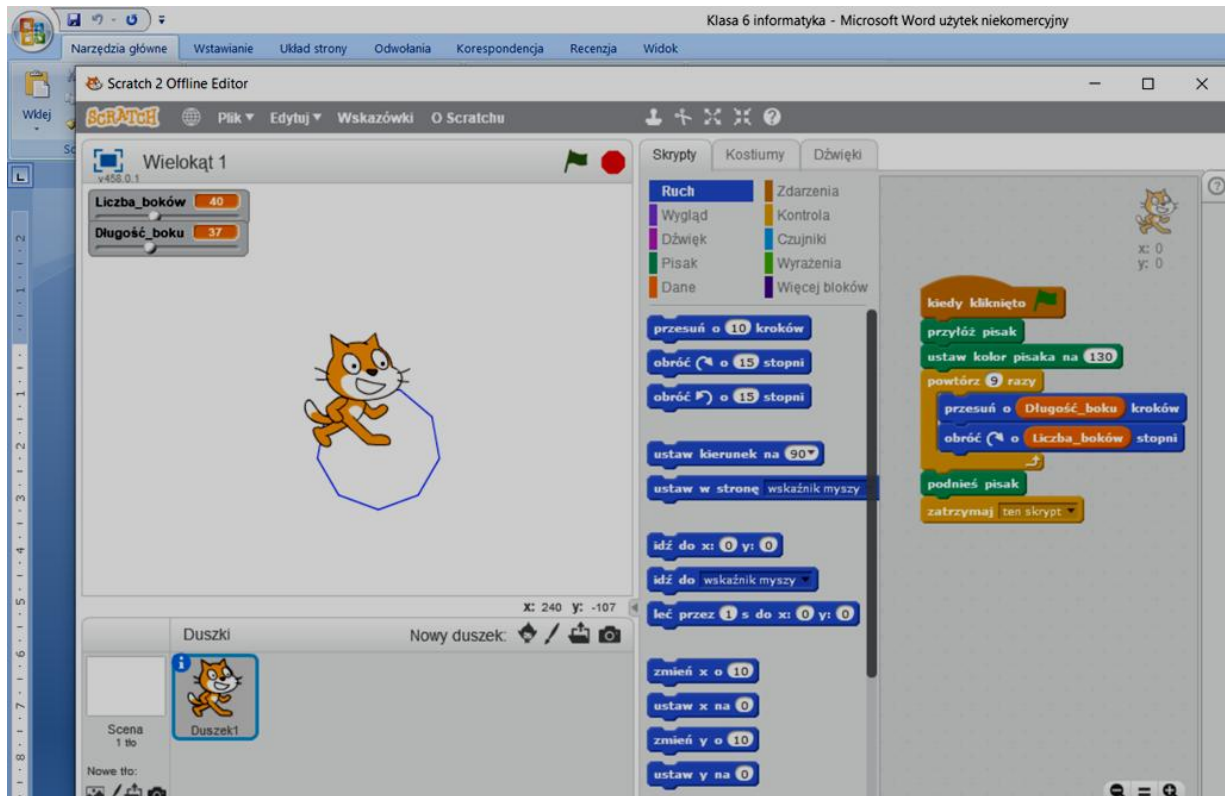 Klasa 6 informatyka - Microsoft Word użytek niekomercyjny
Narzędzia główne Wstawianie Układ strony Odwołania Korespondencja Recenzja Widok
Wklej
Scratch 2 Offline Editor
SCRATCH Plik Edytuj Wskazówki O Scratchu
Wielokąt 1
v458.0.1
Liczba_boków 40
Długość_boku 37
x: 240 y: -107
Duszki Nowy duszek:
Scena
1 tło
Duszek1
Nowe tło:
Skrypty Kostiumy Dźwięki
Ruch Zdarzenia
Wygląd Kontrola
Dźwięk Czujniki
Pisak Wyrażenia
Dane Więcej bloków
przesuń o 10 kroków
obróć o 15 stopni
obróć o 15 stopni
ustaw kierunek na 90
ustaw w stronę wskaźnik myszy
idź do x: 0 y: 0
idź do wskaźnik myszy
leć przez 1 s do x: 0 y: 0
zmień x o 10
ustaw x na 0
zmień y o 10
ustaw y na 0
x: 0
y: 0
kiedy kliknięto
przyłóż pisak
ustaw kolor pisaka na 130
powtórz 9 razy
przesuń o Długość_boku kroków
obróć o Liczba_boków stopni
podnieś pisak
zatrzymaj ten skrypt